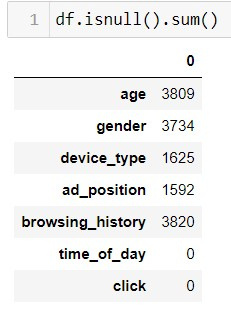 1 df.isnull().sum()
0
age 3809
gender 3734
device_type 1625
ad_position 1592
browsing_history 3820
time_of_day 0
click 0